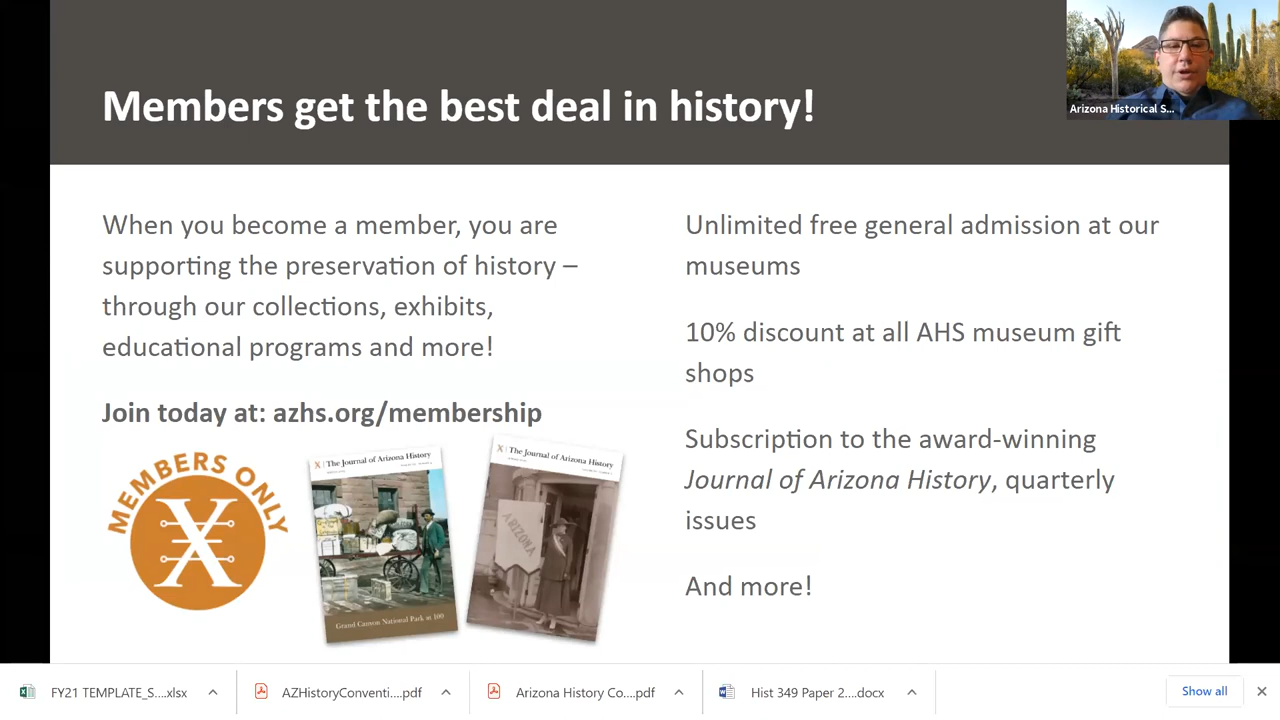 Members get the best deal in history!
Arizona Historical S...
When you become a member, you are
supporting the preservation of history –
through our collections, exhibits,
educational programs and more!
Join today at: azhs.org/membership
MEMBERS ONLY
X
The Journal of Arizona History
Grand Canyon National Park at 100
The Journal of Arizona History
ARIZONA
Unlimited free general admission at our
museums
10% discount at all AHS museum gift
shops
Subscription to the award-winning
Journal of Arizona History, quarterly
issues
And more!
FY21 TEMPLATE_S....xlsx
AZHistoryConventi....pdf
Arizona History Co....pdf
Hist 349 Paper 2....docx
Show all